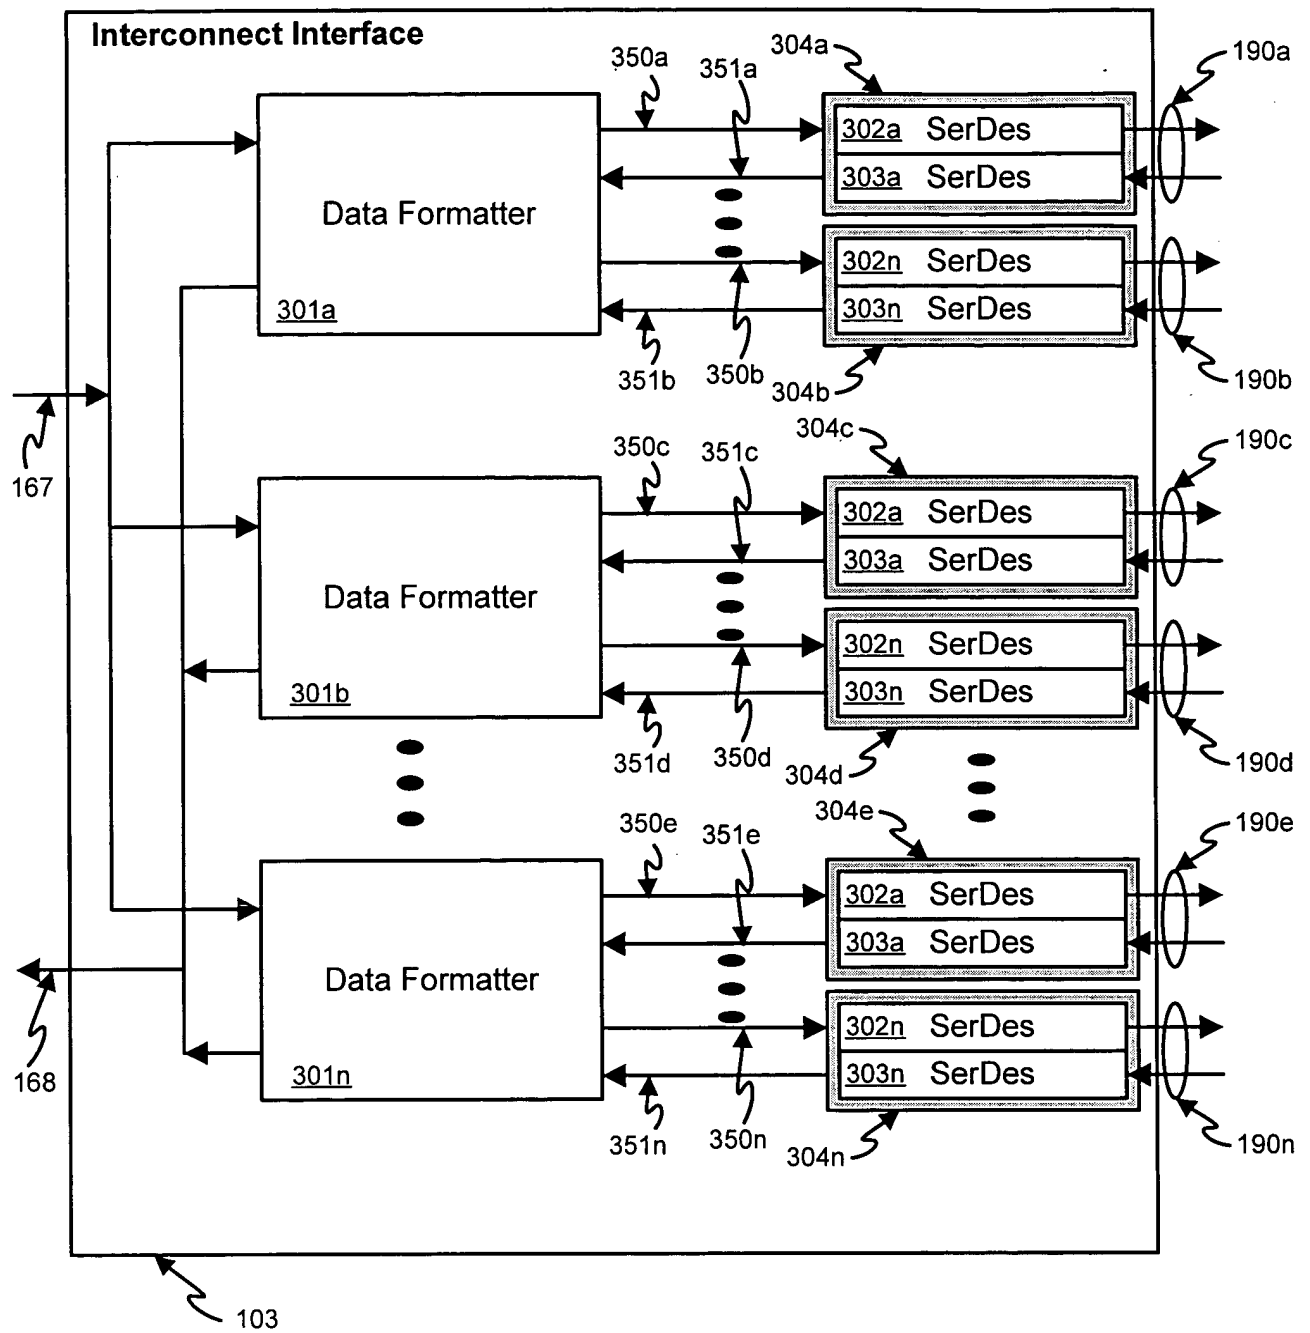 Interconnect Interface
350a
351a
304a
190a
302a SerDes
303a SerDes
Data Formatter
302n SerDes
301a
303n SerDes
351b
350b
304b
190b
167
350c
351c
304c
190c
302a SerDes
303a SerDes
Data Formatter
302n SerDes
301b
303n SerDes
351d
350d
304d
190d
350e
351e
304e
190e
302a SerDes
303a SerDes
Data Formatter
302n SerDes
301n
303n SerDes
168
351n
350n
304n
190n
103